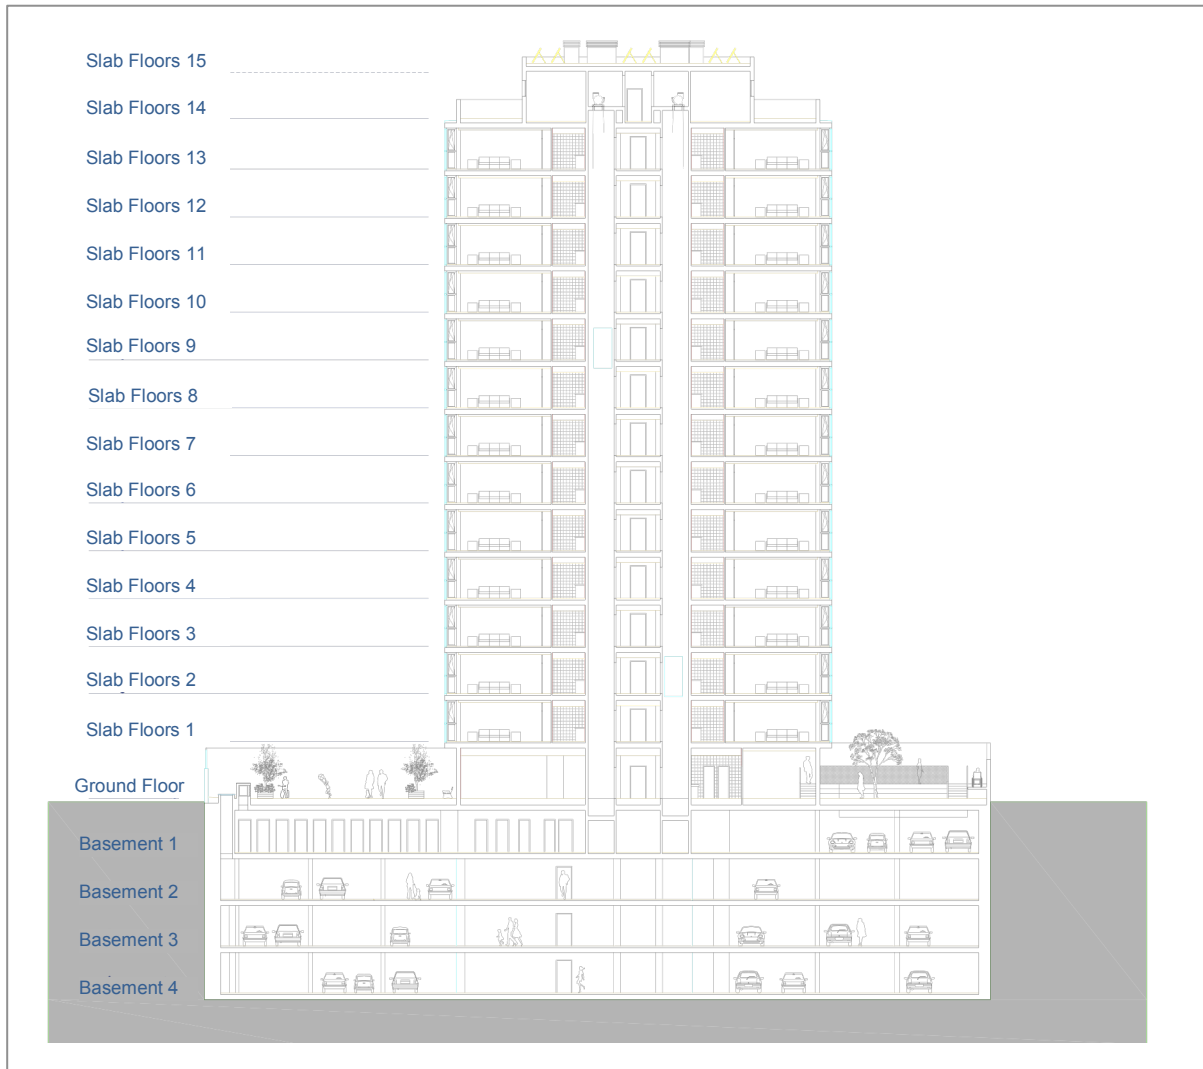 Slab Floors 15
Slab Floors 14
Slab Floors 13
Slab Floors 12
Slab Floors 11
Slab Floors 10
Slab Floors 9
Slab Floors 8
Slab Floors 7
Slab Floors 6
Slab Floors 5
Slab Floors 4
Slab Floors 3
Slab Floors 2
Slab Floors 1
Ground Floor
Basement 1
Basement 2
Basement 3
Basement 4